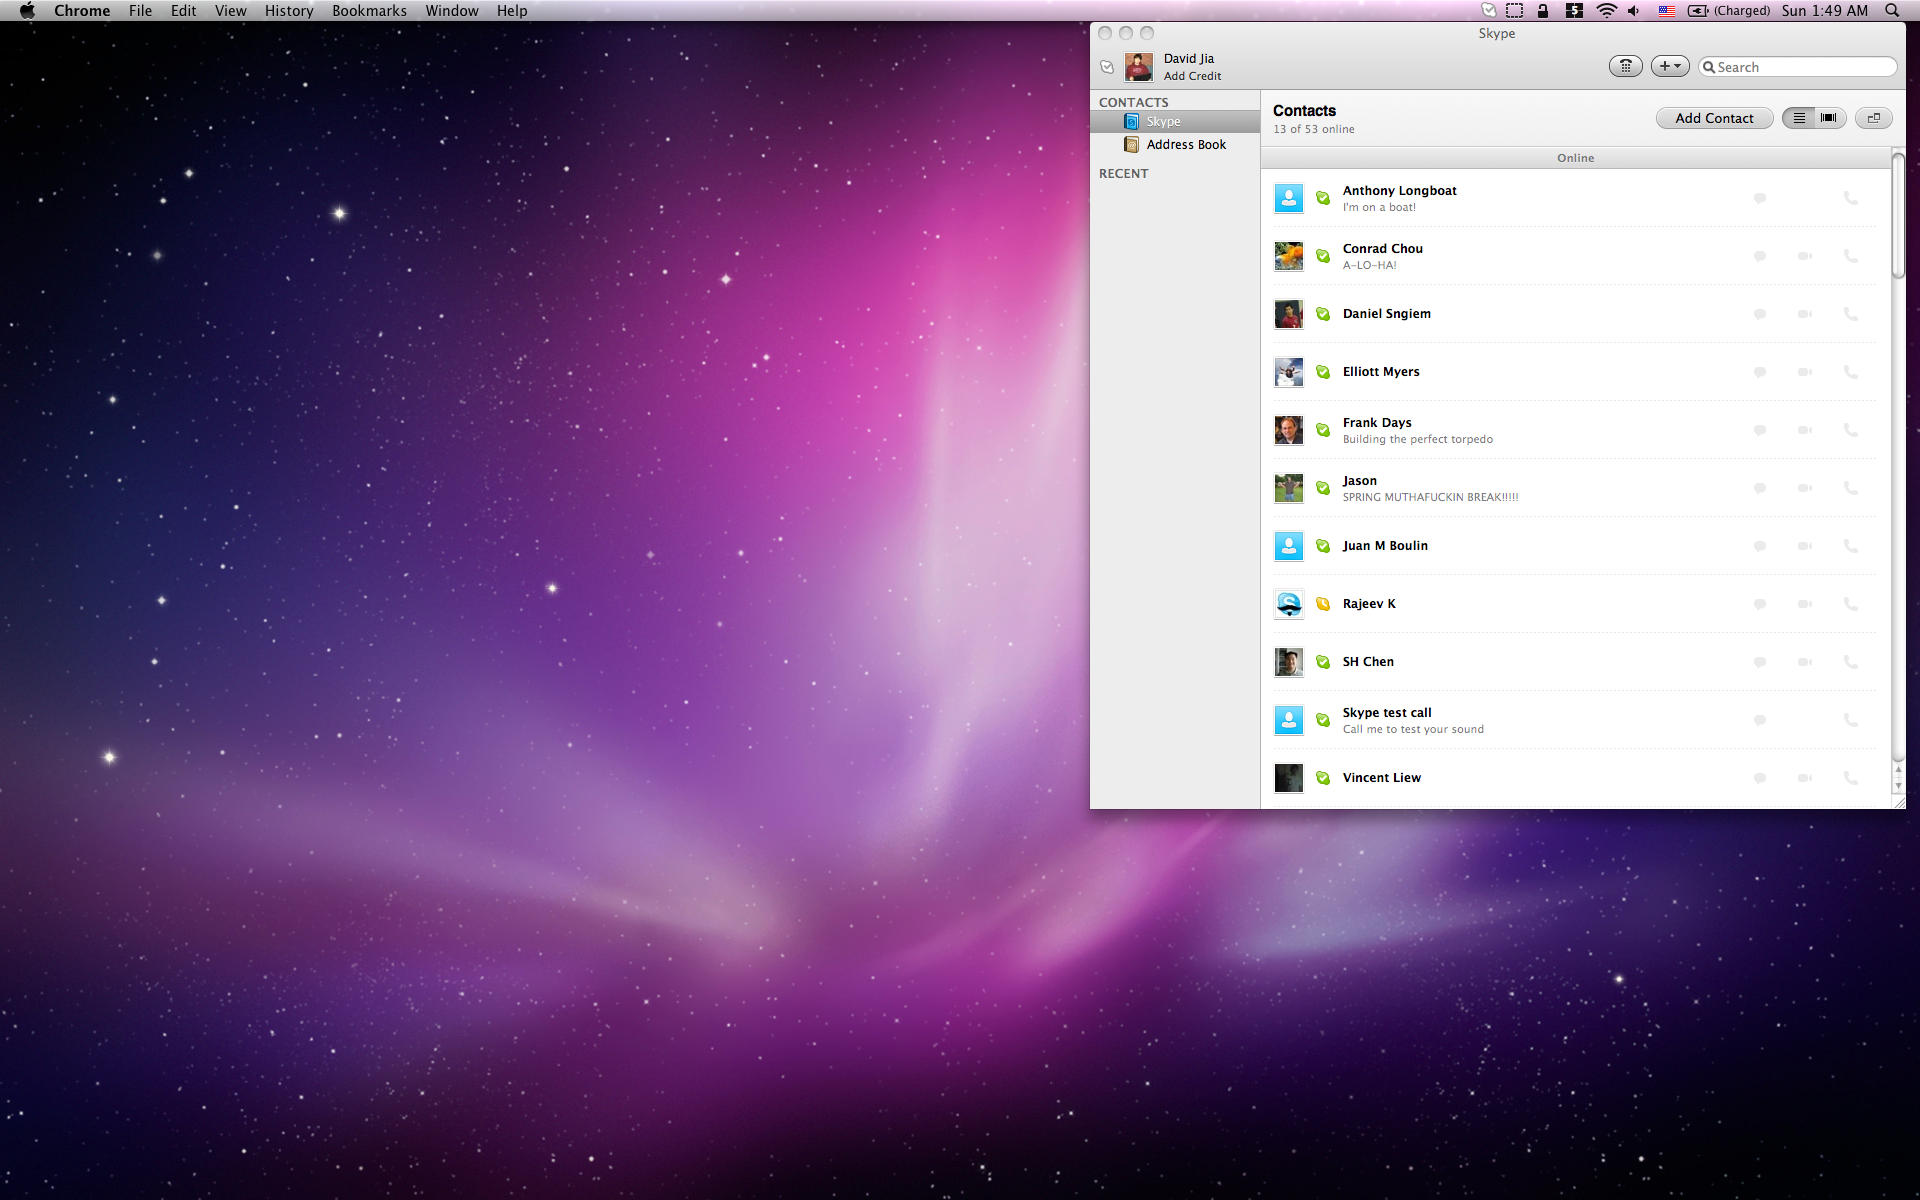 Chrome File Edit View History Bookmarks Window Help
5 (Charged) Sun 1:49 AM
Skype
David Jia
Add Credit
Search
CONTACTS
Skype
Address Book
RECENT
Contacts
13 of 53 online
Add Contact
Online
Anthony Longboat
I'm on a boat!
Conrad Chou
A-LO-HA!
Daniel Sngiem
Elliott Myers
Frank Days
Building the perfect torpedo
Jason
SPRING MUTHAFUCKIN BREAK!!!!!
Juan M Boulin
Rajeev K
SH Chen
Skype test call
Call me to test your sound
Vincent Liew